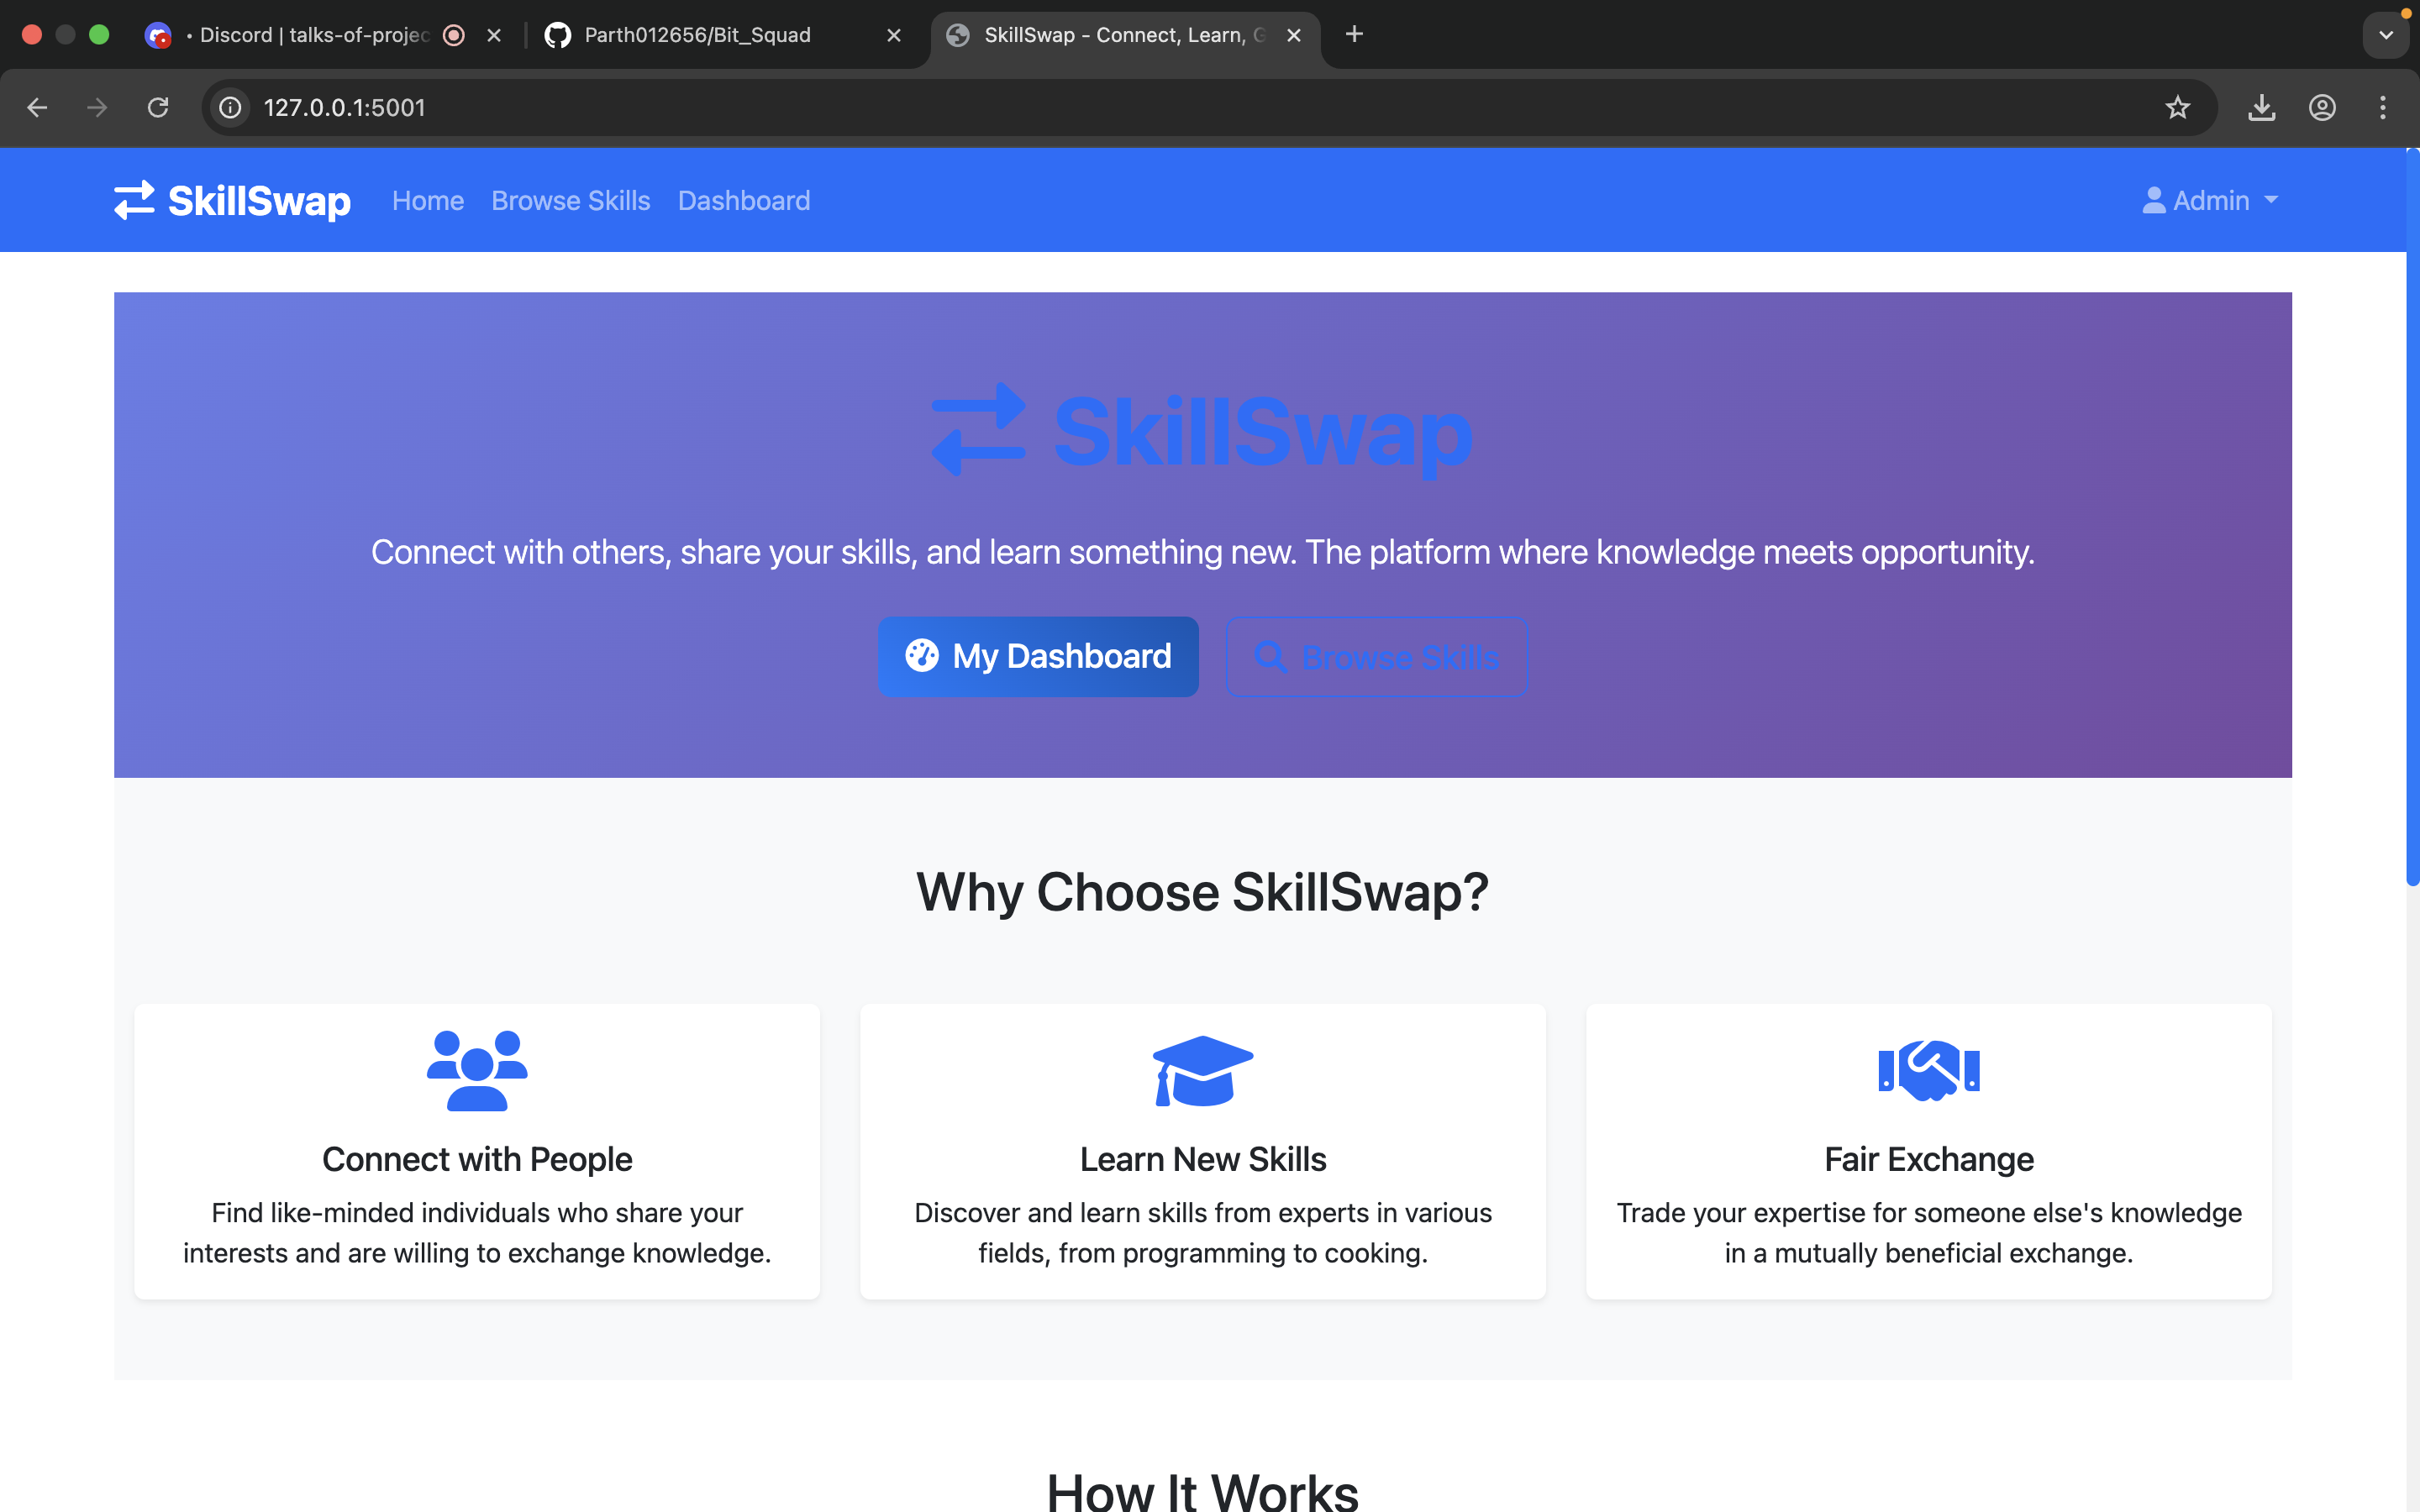 • Discord | talks-of-projec
Parth012656/Bit_Squad
SkillSwap - Connect, Learn, G
127.0.0.1:5001
SkillSwap
Home
Browse Skills
Dashboard
Admin
SkillSwap
Connect with others, share your skills, and learn something new. The platform where knowledge meets opportunity.
My Dashboard
Browse Skills
Why Choose SkillSwap?
Connect with People
Find like-minded individuals who share your
interests and are willing to exchange knowledge.
Learn New Skills
Discover and learn skills from experts in various
fields, from programming to cooking.
Fair Exchange
Trade your expertise for someone else's knowledge
in a mutually beneficial exchange.
How It Works